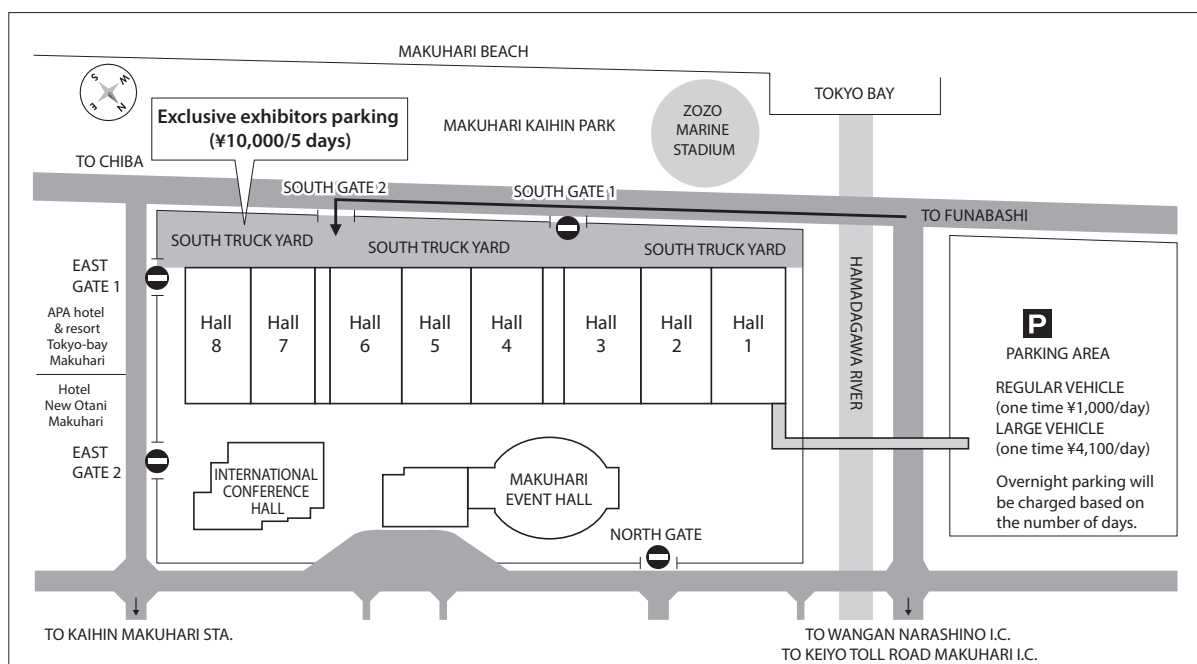 MAKUHARI BEACH
TOKYO BAY
S
W
E
N
Exclusive exhibitors parking
(¥10,000/5 days)
MAKUHARI KAIHIN PARK
ZOZO
MARINE
STADIUM
TO CHIBA
SOUTH GATE 2
SOUTH GATE 1
TO FUNABASHI
SOUTH TRUCK YARD
SOUTH TRUCK YARD
SOUTH TRUCK YARD
EAST
GATE 1
APA hotel
& resort
Tokyo-bay
Makuhari
Hotel
New Otani
Makuhari
EAST
GATE 2
Hall
8
Hall
7
Hall
6
Hall
5
Hall
4
Hall
3
Hall
2
Hall
1
HAMADAGAWA RIVER
P
PARKING AREA
REGULAR VEHICLE
(one time ¥1,000/day)
LARGE VEHICLE
(one time ¥4,100/day)
Overnight parking will
be charged based on
the number of days.
INTERNATIONAL
CONFERENCE
HALL
MAKUHARI
EVENT HALL
NORTH GATE
TO KAIHIN MAKUHARI STA.
TO WANGAN NARASHINO I.C.
TO KEIYO TOLL ROAD MAKUHARI I.C.